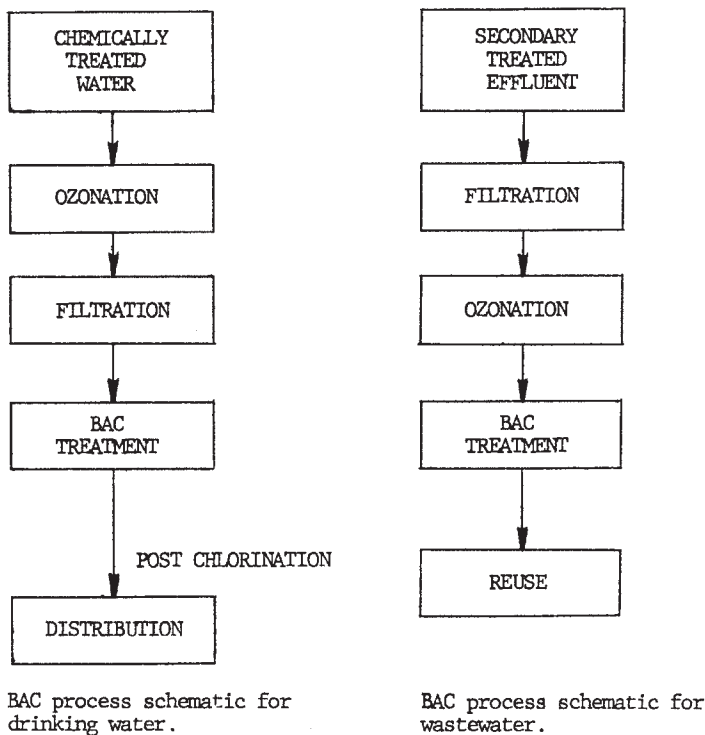 CHEMICALLY
TREATED
WATER
OZONATION
FILTRATION
BAC
TREATMENT
POST CHLORINATION
DISTRIBUTION
BAC process schematic for
drinking water.
SECONDARY
TREATED
EFFLUENT
FILTRATION
OZONATION
BAC
TREATMENT
REUSE
BAC process schematic for
wastewater.